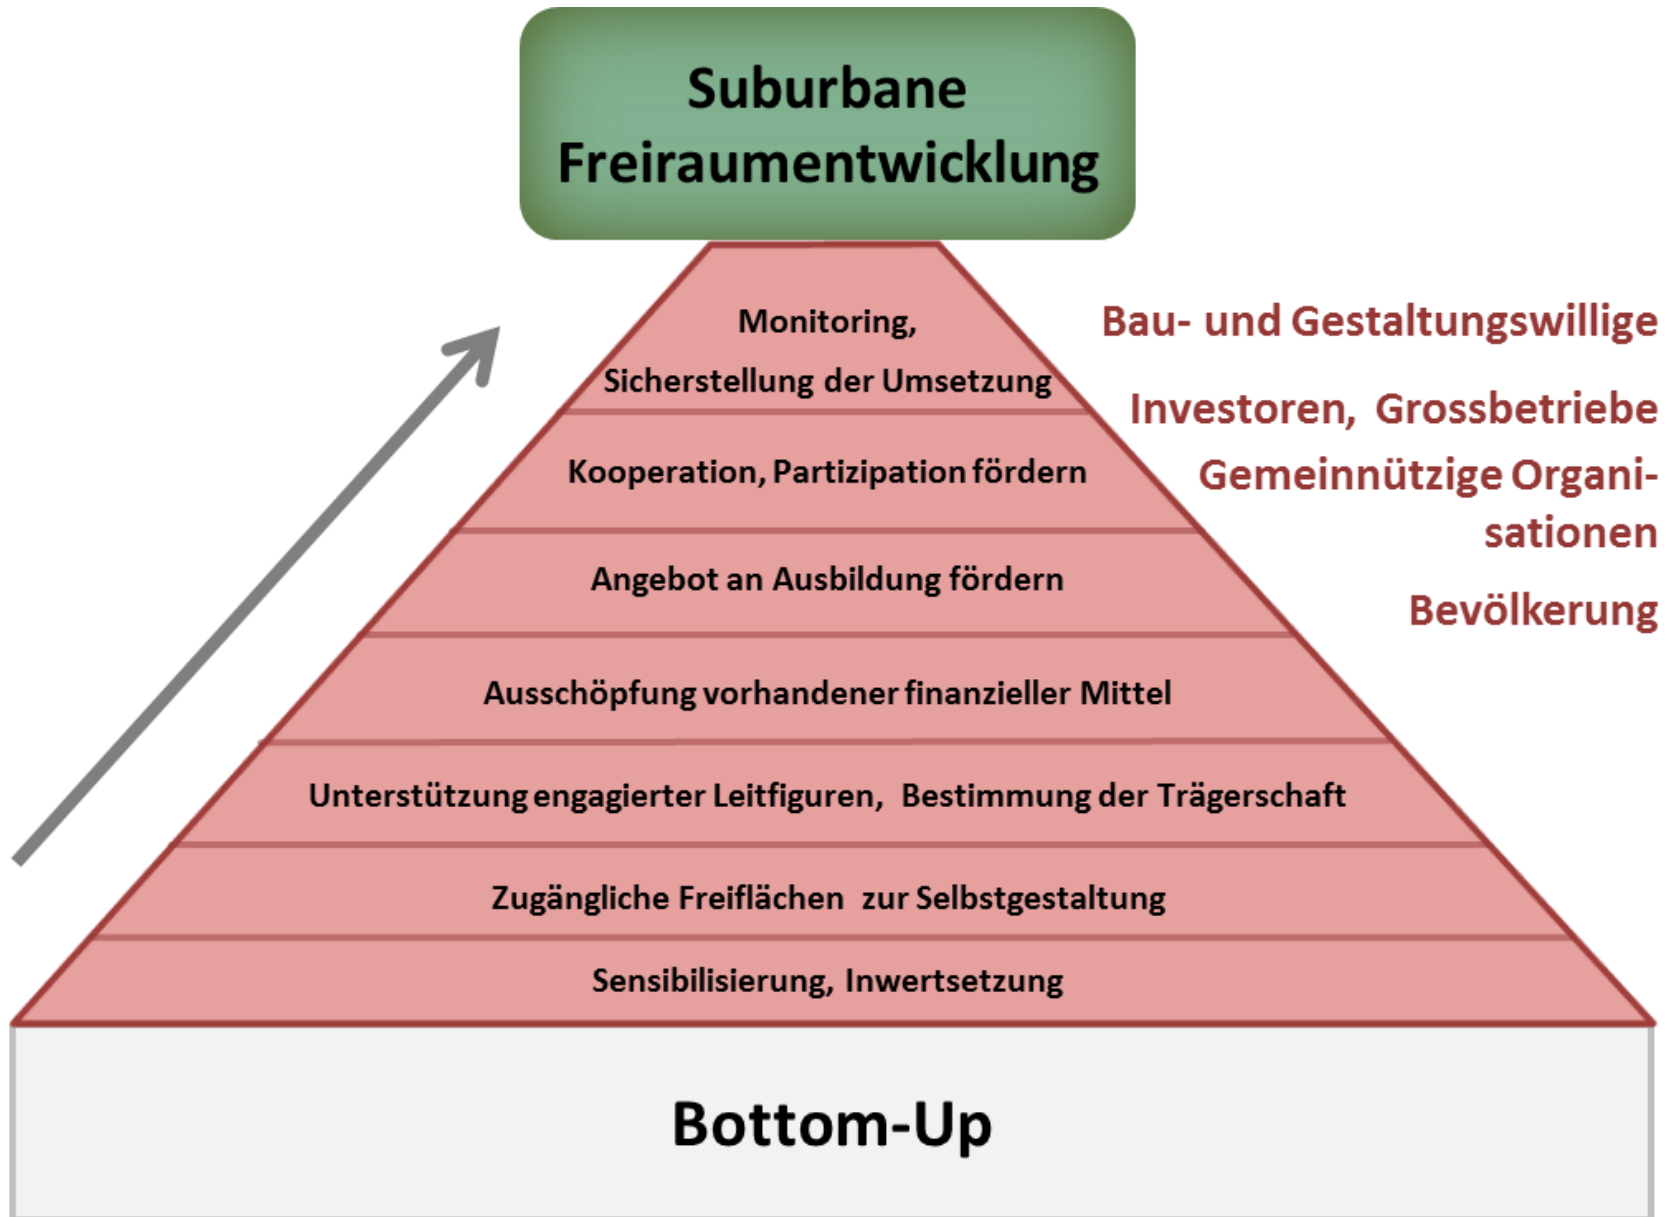 Suburbane
Freiraumentwicklung
Monitoring,
Sicherstellung der Umsetzung
Kooperation, Partizipation fördern
Angebot an Ausbildung fördern
Ausschöpfung vorhandener finanzieller Mittel
Unterstützung engagierter Leitfiguren, Bestimmung der Trägerschaft
Zugängliche Freiflächen zur Selbstgestaltung
Sensibilisierung, Inwertsetzung
Bau- und Gestaltungswillige
Investoren, Grossbetriebe
Gemeinnützige Organi-
sationen
Bevölkerung
Bottom-Up